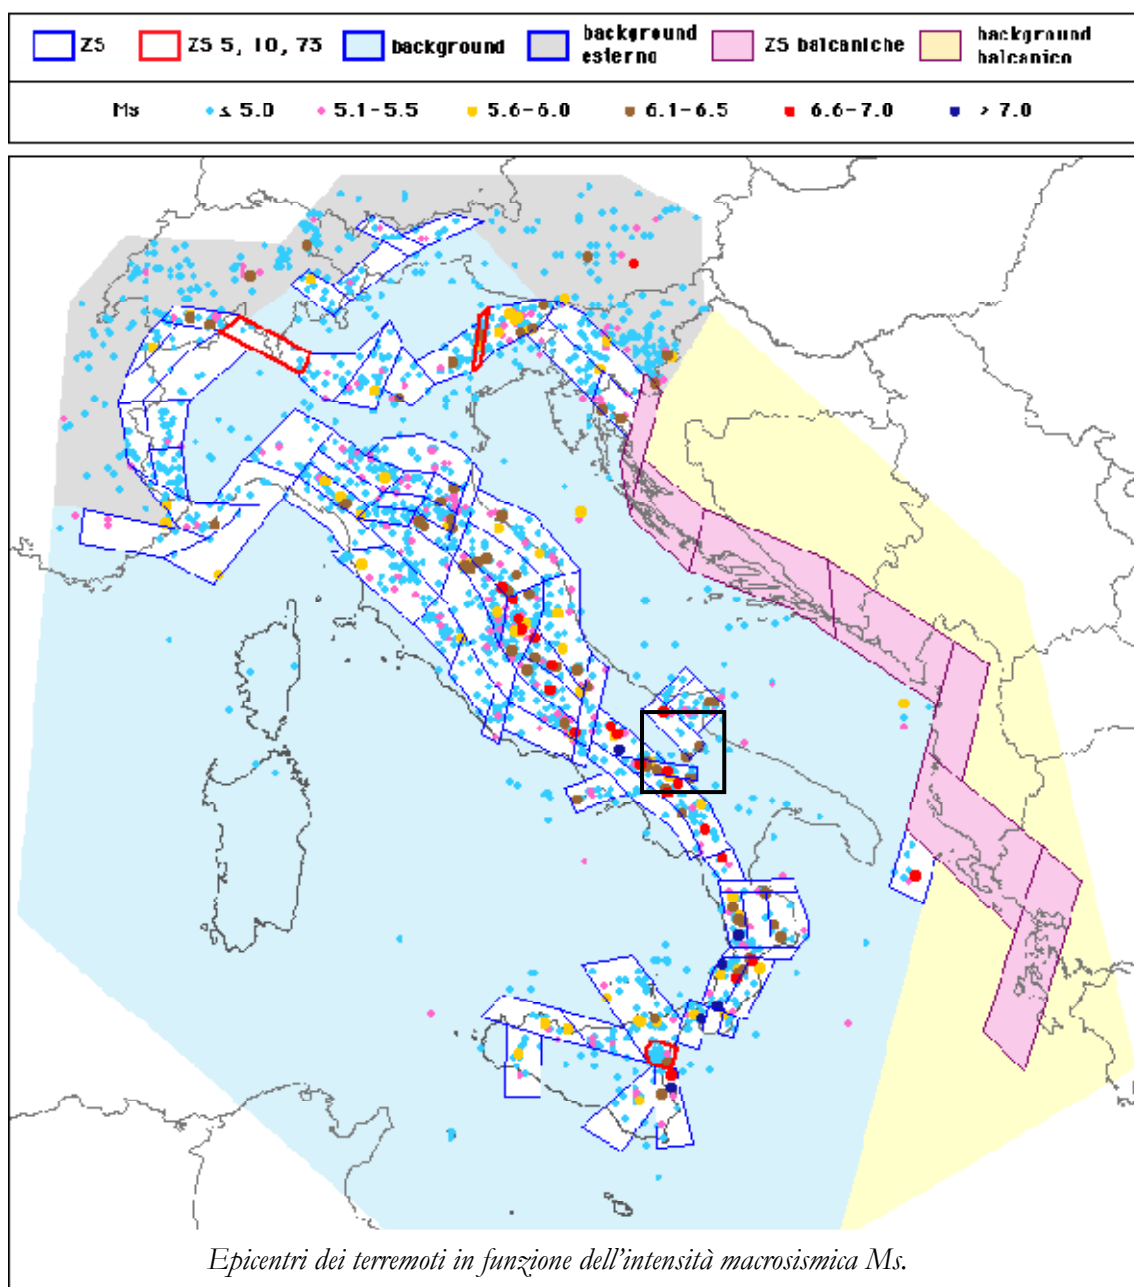 ZS
ZS 5, 10, 73
background
background
esterno
ZS balcaniche
background
balcanico
Ms
≤ 5.0
5.1-5.5
5.6-6.0
6.1-6.5
6.6-7.0
> 7.0
Epicentri dei terremoti in funzione dell'intensità macrosismica Ms.